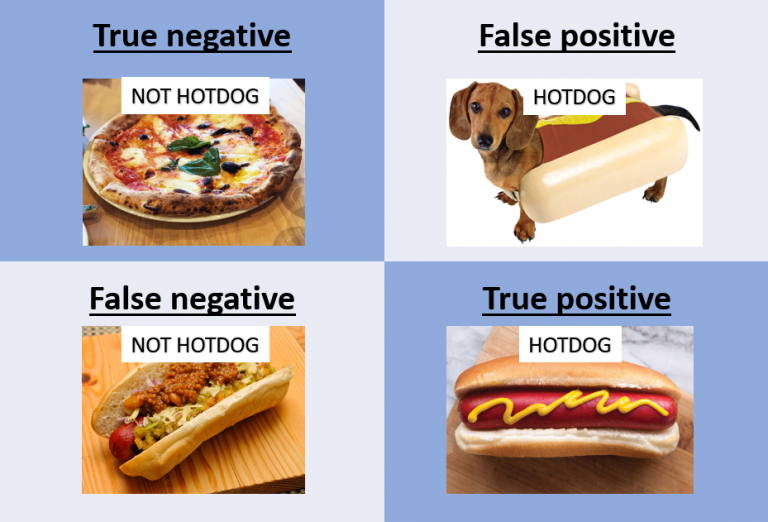 True negative
NOT HOTDOG
False positive
HOTDOG
False negative
NOT HOTDOG
True positive
HOTDOG